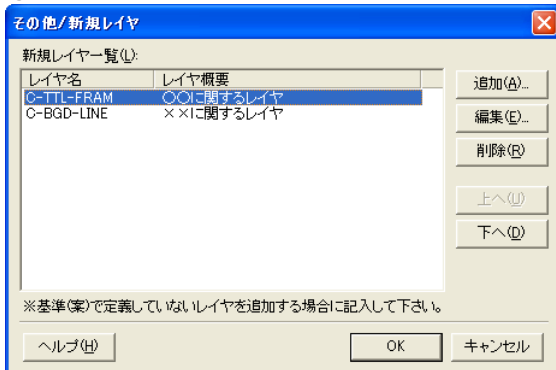 その他/新規レイヤ
新規レイヤ一覧(L):
レイヤ名 レイヤ概要
C-TTL-FRAM ○○に関するレイヤ
C-BGD-LINE ××に関するレイヤ
追加(A)...
編集(E)...
削除(R)
上へ(U)
下へ(D)
※基準(案)で定義していないレイヤを追加する場合に記入して下さい。
ヘルプ(H) OK キャンセル